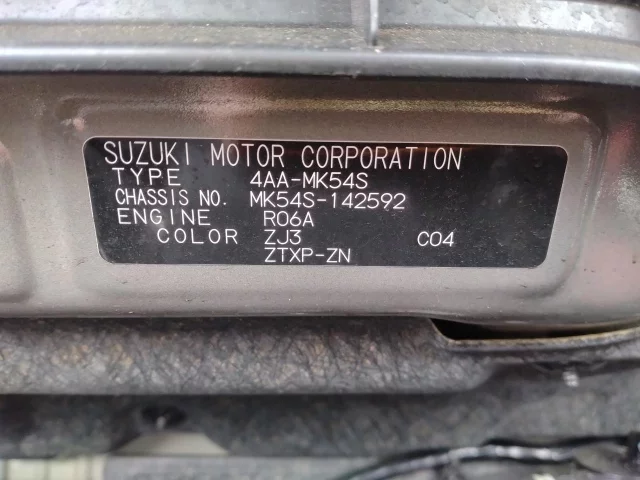 SUZUKI MOTOR CORPORATION
TYPE 4AA-MK54S
CHASSIS NO. MK54S-142592
ENGINE R06A
COLOR ZJ3 C04
ZTXP-ZN